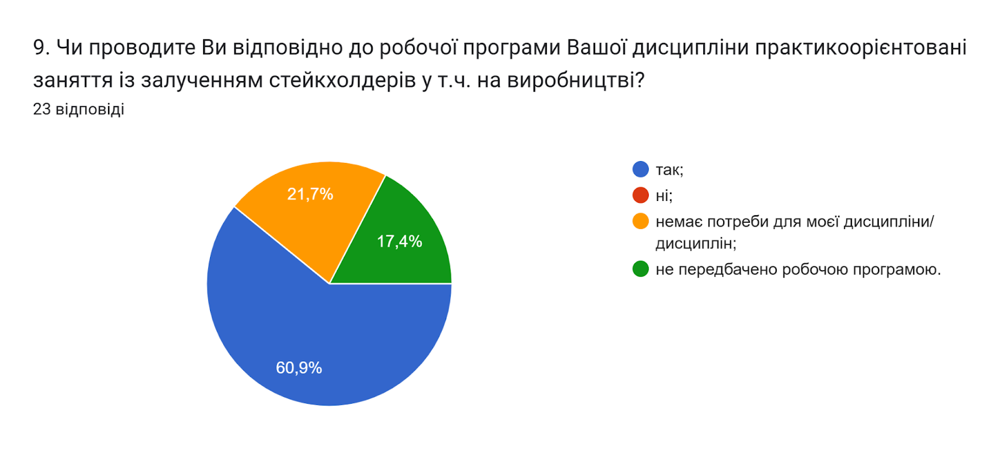 9. Чи проводите Ви відповідно до робочої програми Вашої дисципліни практикоорієнтовані
заняття із залученням стейкхолдерів у т.ч. на виробництві?
23 відповіді
так;
ні;
немає потреби для моєї дисципліни/
дисциплін;
не передбачено робочою програмою.
21,7%
17,4%
60,9%